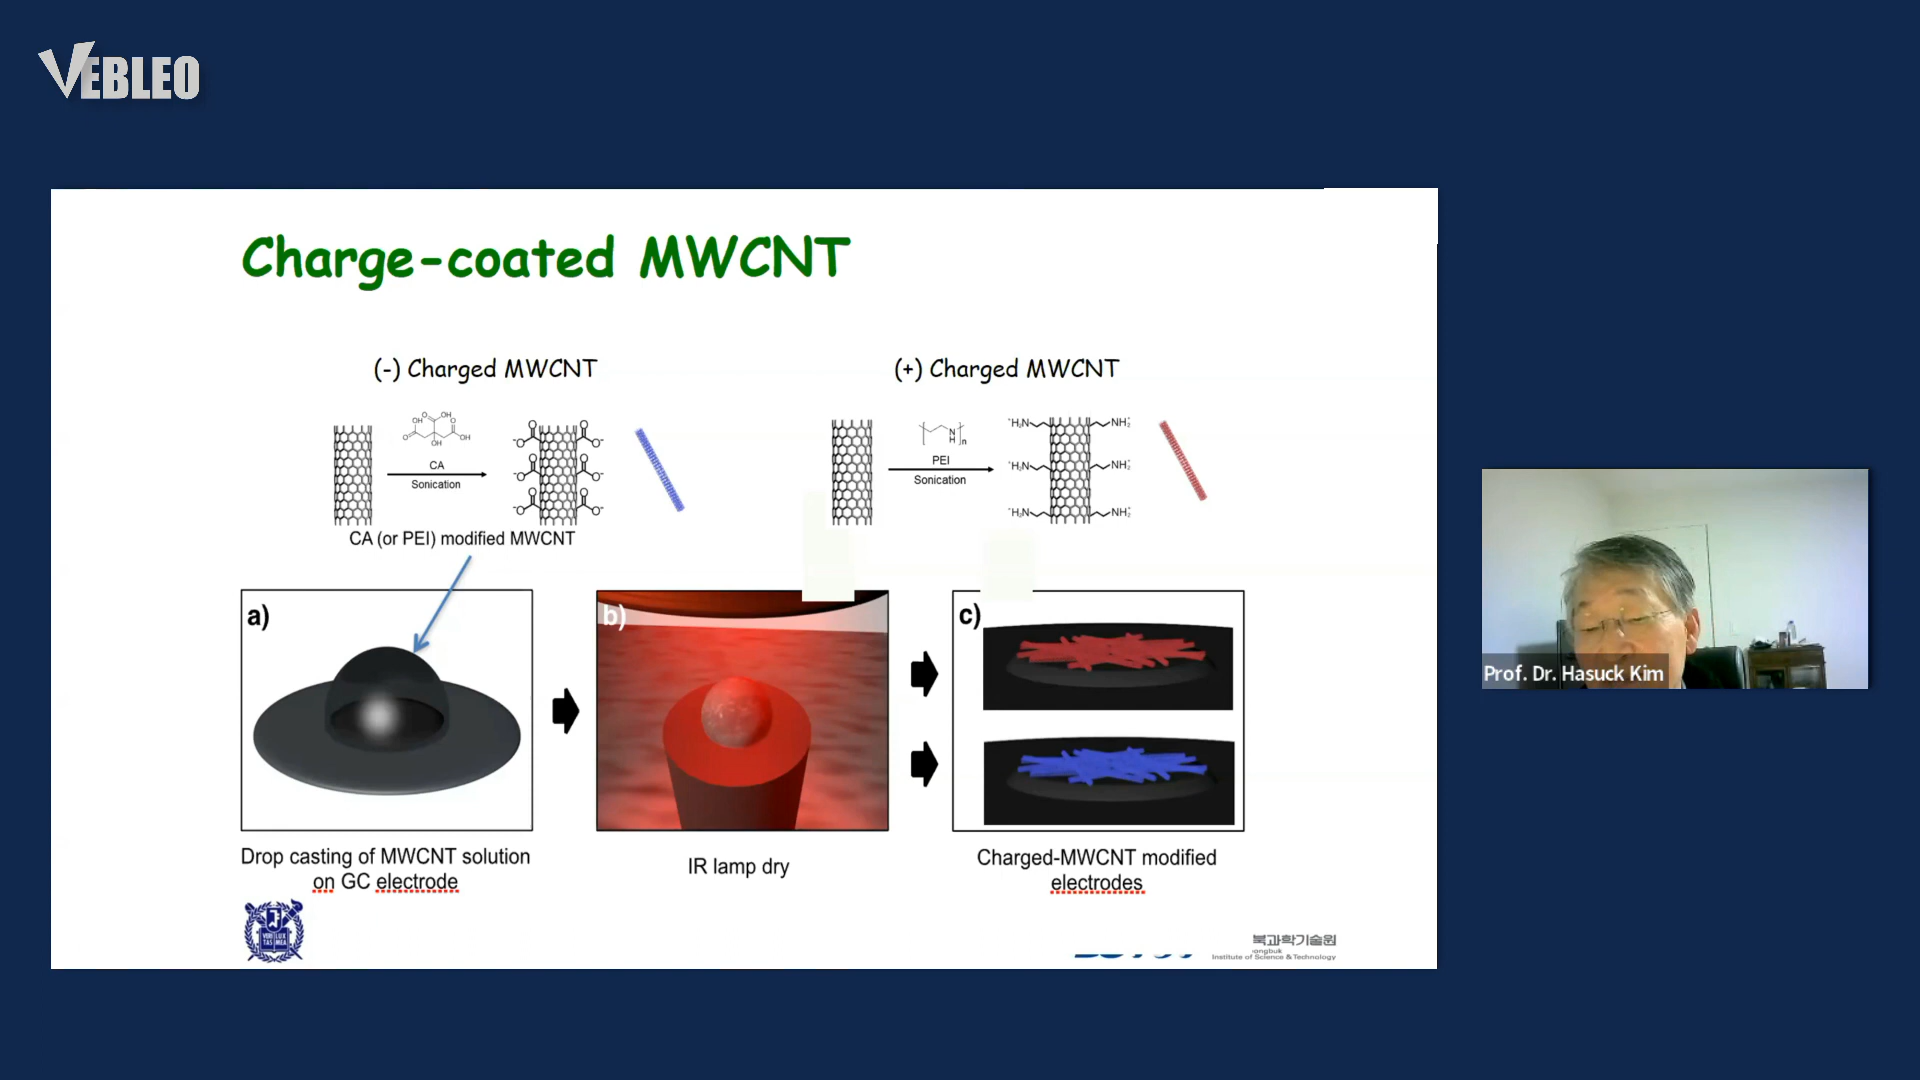 VEBLEO
Charge-coated MWCNT
(-) Charged MWCNT
(+) Charged MWCNT
CA
Sonication
PEI
Sonication
CA (or PEI) modified MWCNT
a)
b)
c)
Drop casting of MWCNT solution
on GC electrode
IR lamp dry
Charged-MWCNT modified
electrodes
북과학기술원
ongbuk
Institute of Science & Technology
Prof. Dr. Hasuck Kim